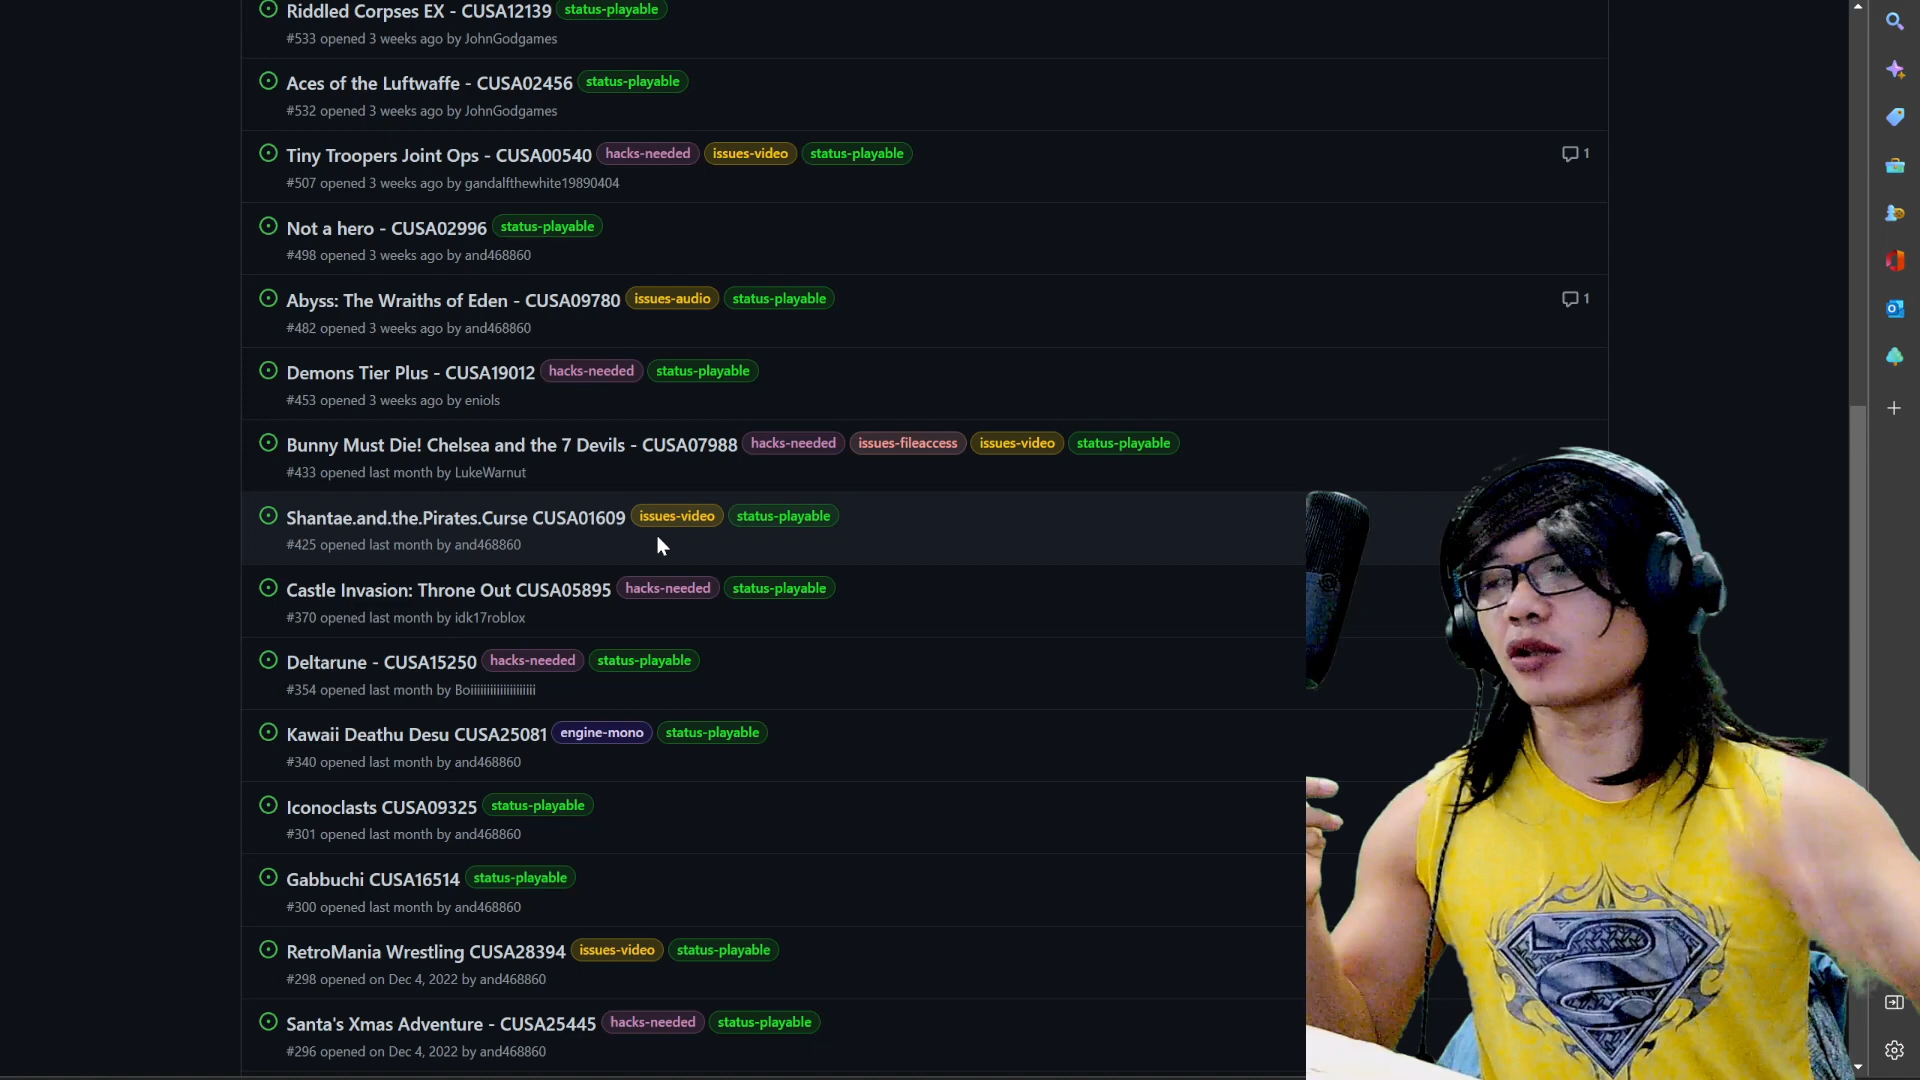 Riddled Corpses EX - CUSA12139 status-playable
#533 opened 3 weeks ago by JohnGodgames
Aces of the Luftwaffe - CUSA02456 status-playable
#532 opened 3 weeks ago by JohnGodgames
Tiny Troopers Joint Ops - CUSA00540 hacks-needed issues-video status-playable 1
#507 opened 3 weeks ago by gandalfthewhite19890404
Not a hero - CUSA02996 status-playable
#498 opened 3 weeks ago by and468860
Abyss: The Wraiths of Eden - CUSA09780 issues-audio status-playable 1
#482 opened 3 weeks ago by and468860
Demons Tier Plus - CUSA19012 hacks-needed status-playable
#453 opened 3 weeks ago by eniols
Bunny Must Die! Chelsea and the 7 Devils - CUSA07988 hacks-needed issues-fileaccess issues-video status-playable
#433 opened last month by LukeWarnut
Shantae.and.the.Pirates.Curse CUSA01609 issues-video status-playable
#425 opened last month by and468860
Castle Invasion: Throne Out CUSA05895 hacks-needed status-playable
#370 opened last month by idk17roblox
Deltarune - CUSA15250 hacks-needed status-playable
#354 opened last month by
Kawaii Deathu Desu CUSA25081 engine-mono status-playable
#340 opened last month by and468860
Iconoclasts CUSA09325 status-playable
#301 opened last month by and468860
Gabbuchi CUSA16514 status-playable
#300 opened last month by and468860
RetroMania Wrestling CUSA28394 issues-video status-playable
#298 opened on Dec 4, 2022 by and468860
Santa's Xmas Adventure - CUSA25445 hacks-needed status-playable
#296 opened on Dec 4, 2022 by and468860